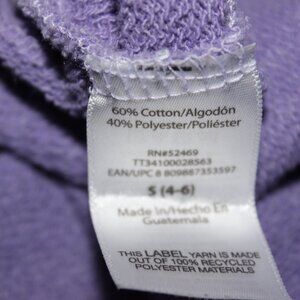 60% Cotton/Algodón
40% Polyester/Poliéster
RN#52469
TT34100028563
EAN/UPC 8 809887353597
S (4-6)
Made in/Hecho En
Guatemala
THIS LABEL YARN IS MADE
OUT OF 100% RECYCLED
POLYESTER MATERIALS